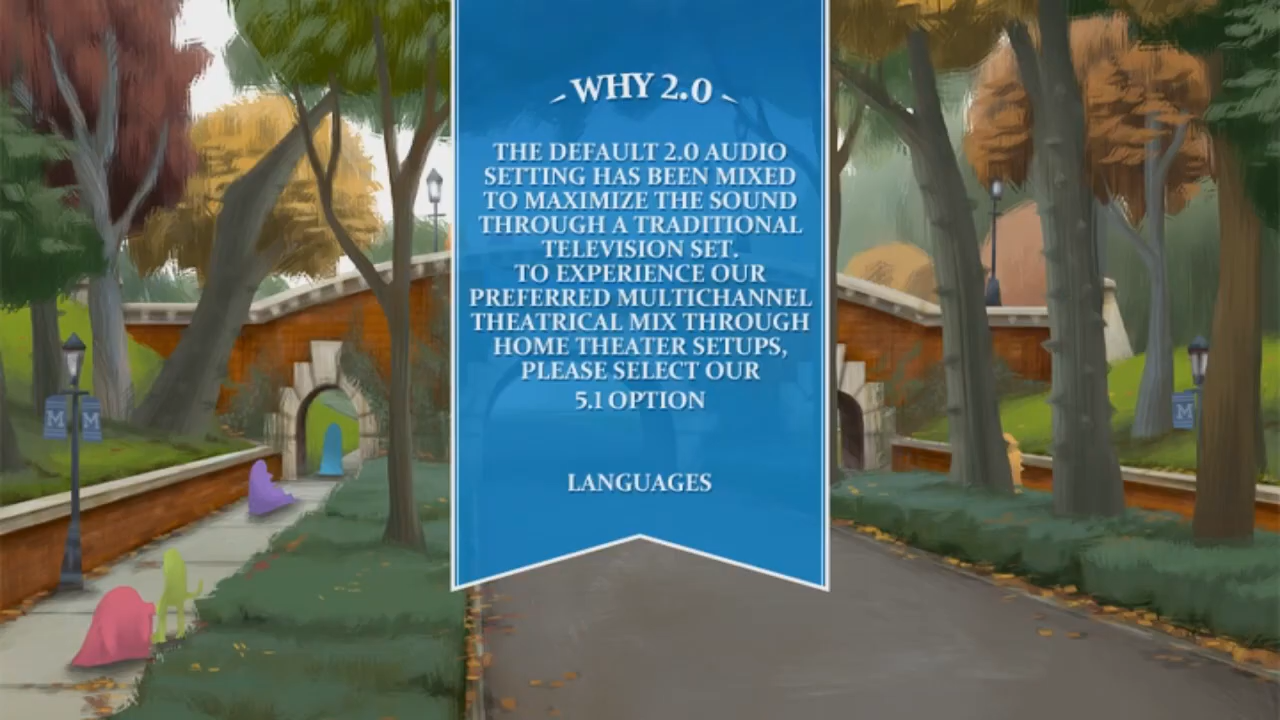 WHY 2.0
THE DEFAULT 2.0 AUDIO
SETTING HAS BEEN MIXED
TO MAXIMIZE THE SOUND
THROUGH A TRADITIONAL
TELEVISION SET.
TO EXPERIENCE OUR
PREFERRED MULTICHANNEL
THEATRICAL MIX THROUGH
HOME THEATER SETUPS,
PLEASE SELECT OUR
5.1 OPTION
LANGUAGES
M M
M